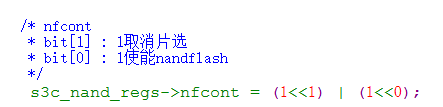 /* nfcont
* bit[1] : 1取消片选
* bit[0] : 1使能nandflash
*/
s3c_nand_regs->nfcont = (1<<1) | (1<<0);